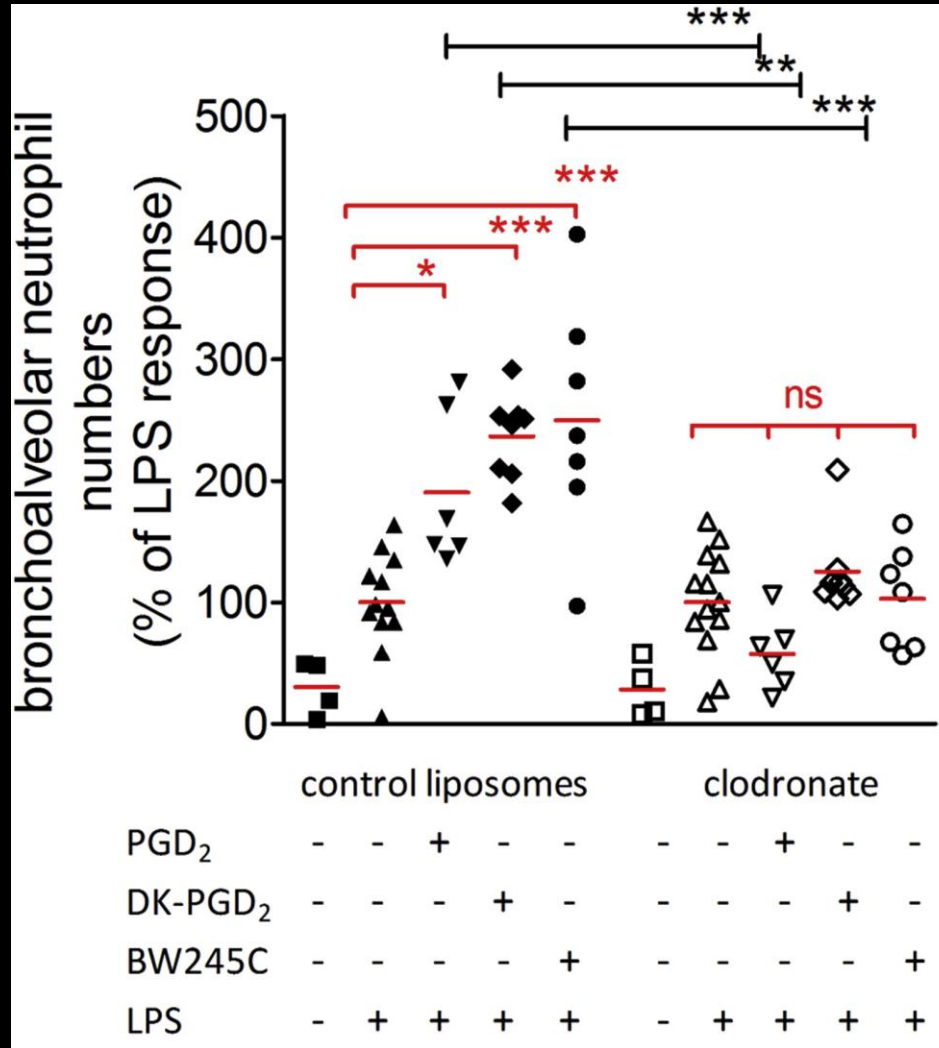 ***
**
***
bronchoalveolar neutrophil
numbers
(% of LPS response)
500
400
300
200
100
0
***
***
*
ns
control liposomes clodronate
PGD₂ - - + - - - - + - -
DK-PGD₂ - - - + - - - - + -
BW245C - - - - + - - - - +
LPS - + + + + - + + + +